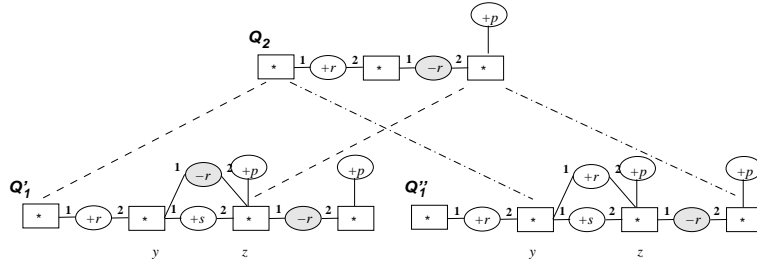 +p
Q2
* 1 +r 2 * 1 −r 2 *
1 −r 2 +p +p
1 +r 2 +p +p
Q'1
* 1 +r 2 * 1 +s 2 * 1 −r 2 *
Q''1
* 1 +r 2 * 1 +s 2 * 1 −r 2 *
y z
y z